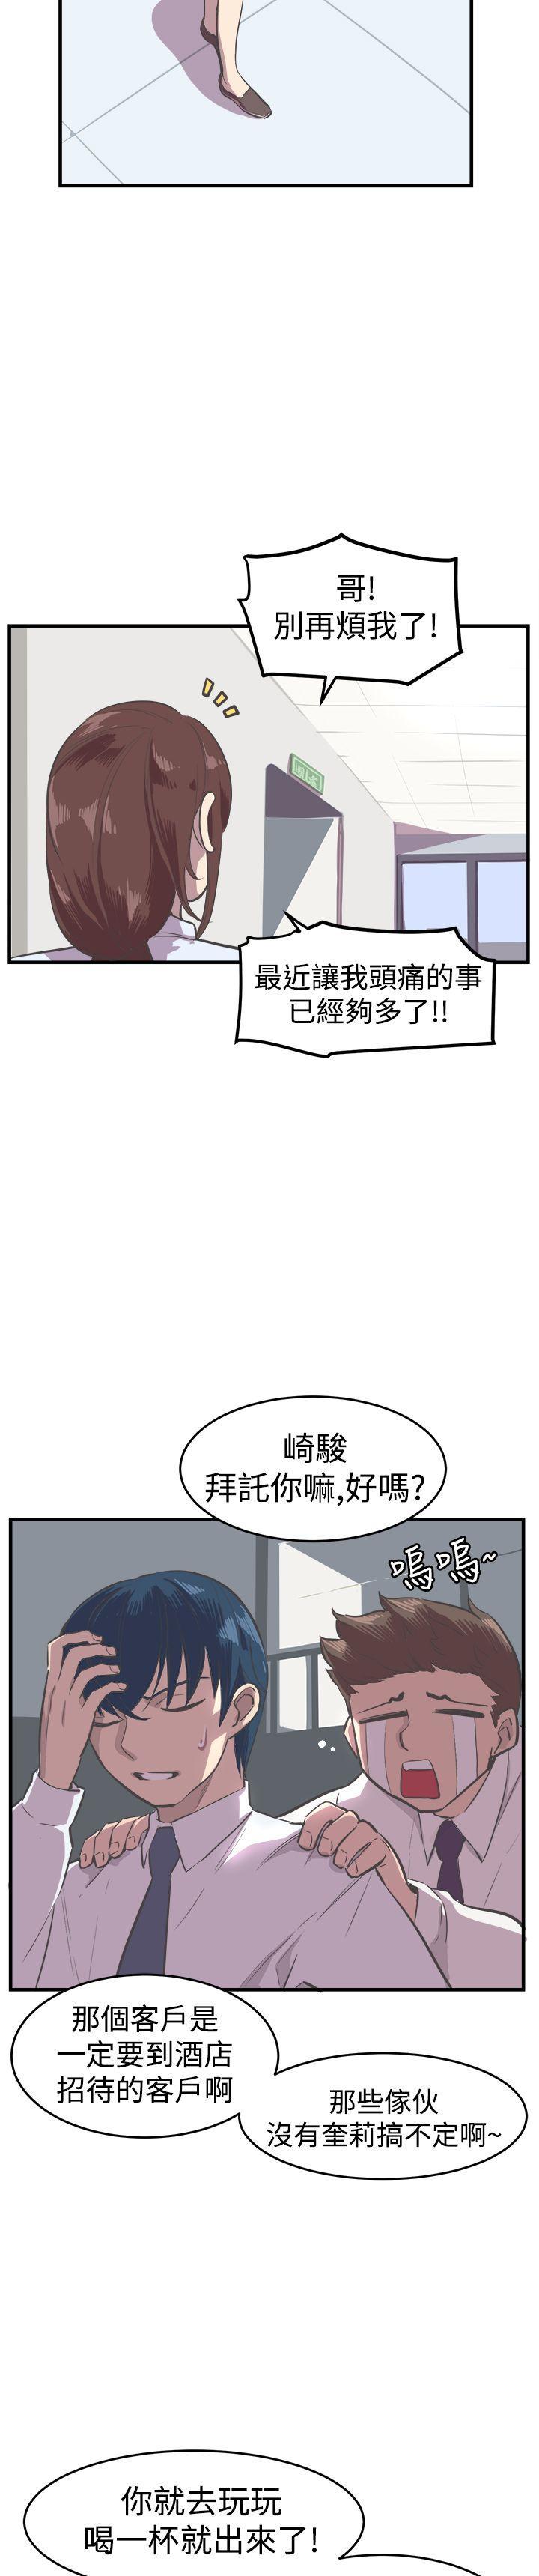 哥!
別再煩我了!
最近讓我頭痛的事
已經夠多了!!
崎駿
拜託你嘛,好嗎?
嗚嗚~
那個客戶是
一定要到酒店
招待的客戶啊
那些傢伙
沒有奎莉搞不定啊~
你就去玩玩
喝一杯就出來了!